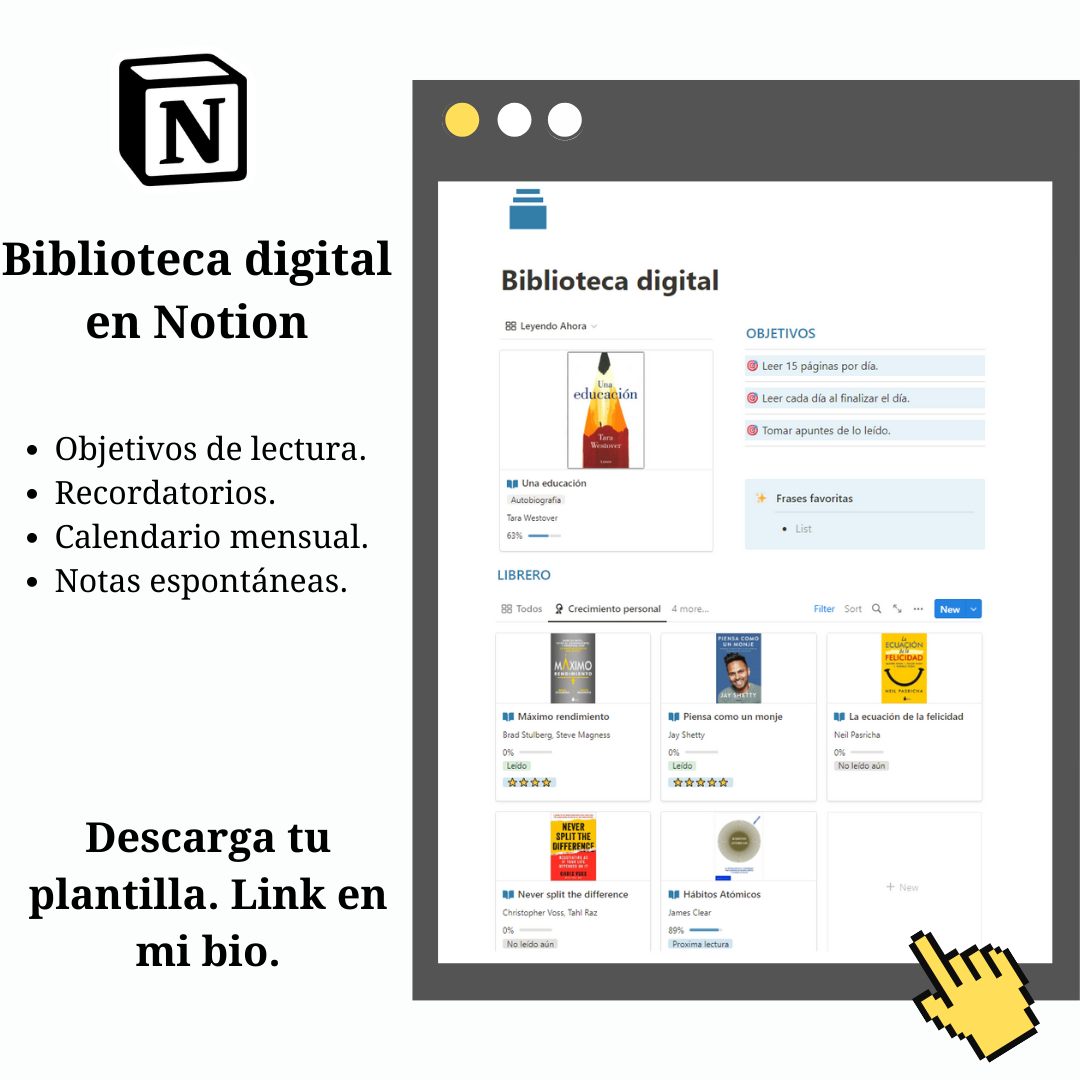 N
Biblioteca digital
en Notion
Objetivos de lectura.
Recordatorios.
Calendario mensual.
Notas espontáneas.
Descarga tu
plantilla. Link en
mi bio.
Biblioteca digital
Leyendo Ahora
Una
educación
Tara
Westover
Una educación
Autobiografía
Tara Westover
63%
OBJETIVOS
Leer 15 páginas por día.
Leer cada día al finalizar el día.
Tomar apuntes de lo leído.
Frases favoritas
List
LIBRERO
Todos Crecimiento personal 4 more... Filter Sort New
MÁXIMO
RENDIMIENTO
Máximo rendimiento
Brad Stulberg, Steve Magness
0%
Leído
PIENSA COMO
UN MONJE
JAY SHETTY
Piensa como un monje
Jay Shetty
0%
Leído
La
ECUACIÓN
de la
FELICIDAD
NEIL PASRICHA
La ecuación de la felicidad
Neil Pasricha
0%
No leído aún
NEVER
SPLIT THE
DIFFERENCE
CHRIS VOSS
Never split the difference
Christopher Voss, Tahl Raz
0%
No leído aún
Hábitos Atómicos
James Clear
89%
Proxima lectura
New